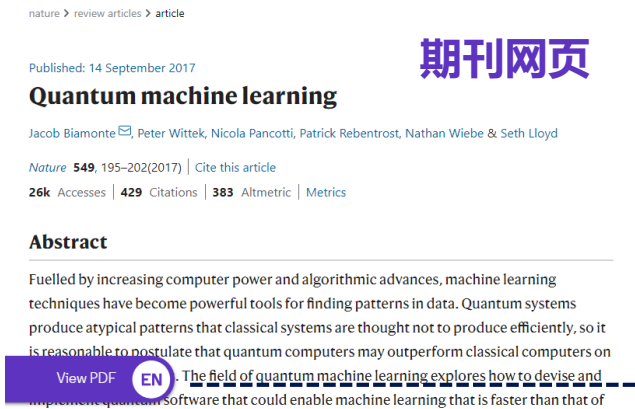 nature > review articles > article
期刊网页
Published: 14 September 2017
Quantum machine learning
Jacob Biamonte, Peter Wittek, Nicola Pancotti, Patrick Rebentrost, Nathan Wiebe & Seth Lloyd
Nature 549, 195–202(2017) | Cite this article
26k Accesses | 429 Citations | 383 Altmetric | Metrics
Abstract
Fuelled by increasing computer power and algorithmic advances, machine learning
techniques have become powerful tools for finding patterns in data. Quantum systems
produce atypical patterns that classical systems are thought not to produce efficiently, so it
is reasonable to postulate that quantum computers may outperform classical computers on
View PDF EN . The field of quantum machine learning explores how to devise and
implement quantum software that could enable machine learning that is faster than that of